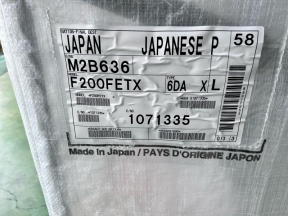 JAPAN JAPANESE P 58
M2B636
F200FETX 6DA X L
1071335
Made in Japan / PAYS D'ORIGINE JAPON